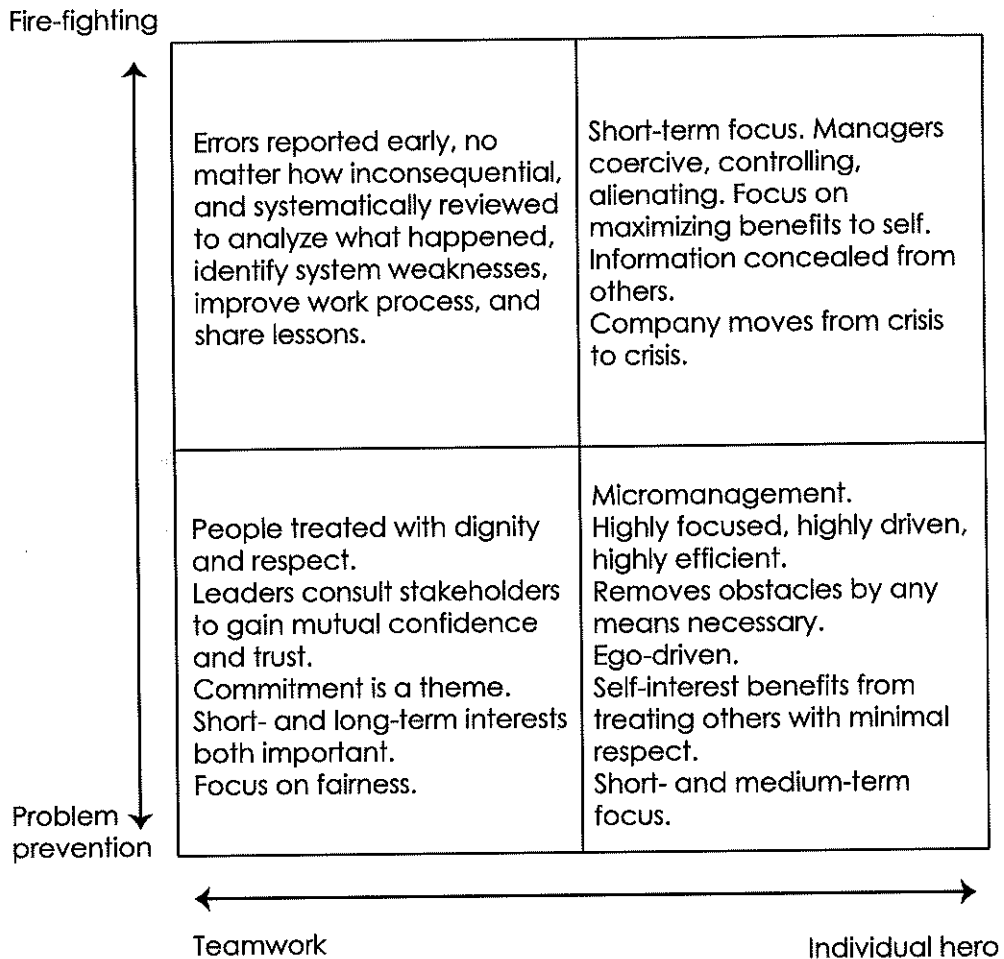 Fire-fighting
Errors reported early, no
matter how inconsequential,
and systematically reviewed
to analyze what happened,
identify system weaknesses,
improve work process, and
share lessons.
Short-term focus. Managers
coercive, controlling,
alienating. Focus on
maximizing benefits to self.
Information concealed from
others.
Company moves from crisis
to crisis.
People treated with dignity
and respect.
Leaders consult stakeholders
to gain mutual confidence
and trust.
Commitment is a theme.
Short- and long-term interests
both important.
Focus on fairness.
Micromanagement.
Highly focused, highly driven,
highly efficient.
Removes obstacles by any
means necessary.
Ego-driven.
Self-interest benefits from
treating others with minimal
respect.
Short- and medium-term
focus.
Problem
prevention
Teamwork
Individual hero